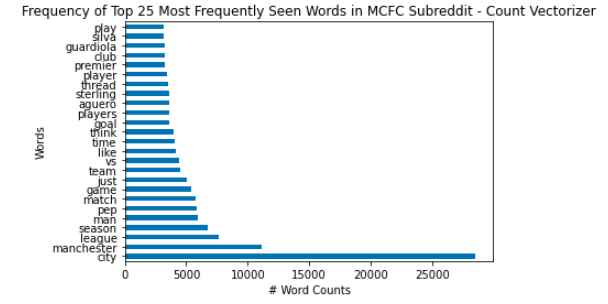 Frequency of Top 25 Most Frequently Seen Words in MCFC Subreddit - Count Vectorizer
play
silva
guardiola
club
premier
player
thread
sterling
aguero
players
goal
think
time
like
vs
team
just
game
match
pep
man
season
league
manchester
city
Words
0 5000 10000 15000 20000 25000
# Word Counts